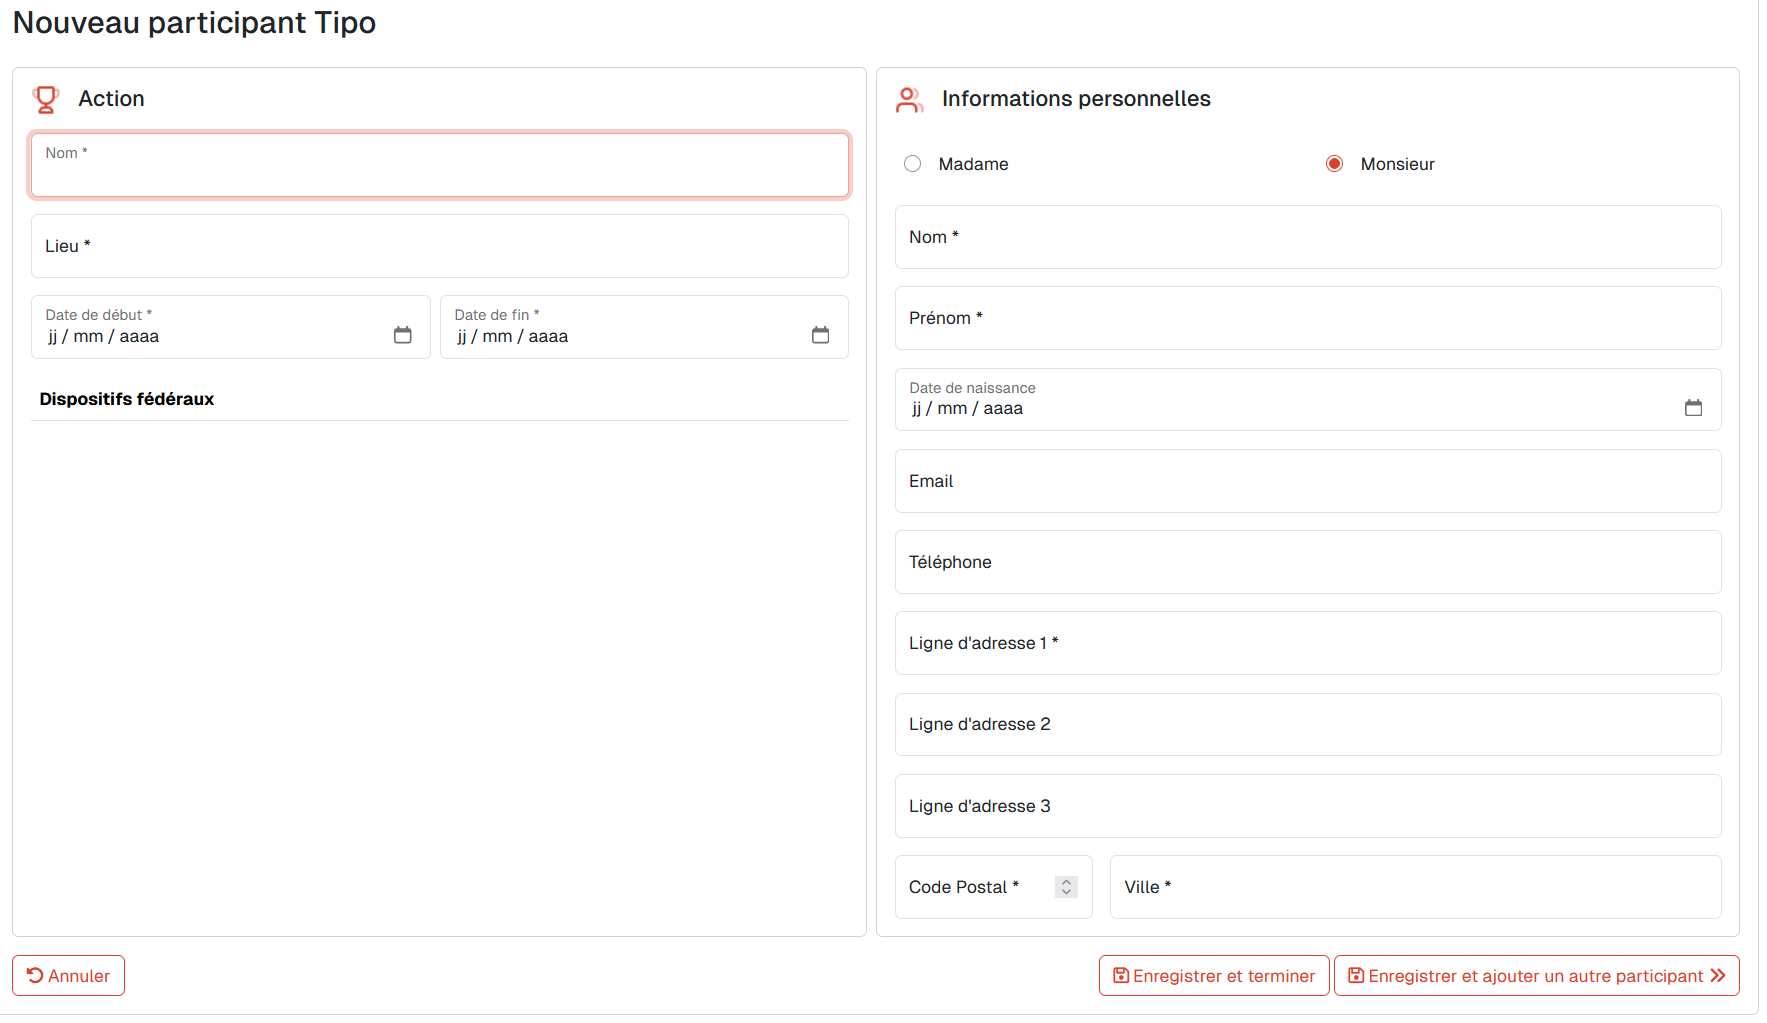 Nouveau participant Tipo
Action
Nom *
Lieu *
Date de début *
jj / mm / aaaa
Date de fin *
jj / mm / aaaa
Dispositifs fédéraux
Informations personnelles
Madame
Monsieur
Nom *
Prénom *
Date de naissance
jj / mm / aaaa
Email
Téléphone
Ligne d'adresse 1 *
Ligne d'adresse 2
Ligne d'adresse 3
Code Postal *
Ville *
Annuler
Enregistrer et terminer
Enregistrer et ajouter un autre participant